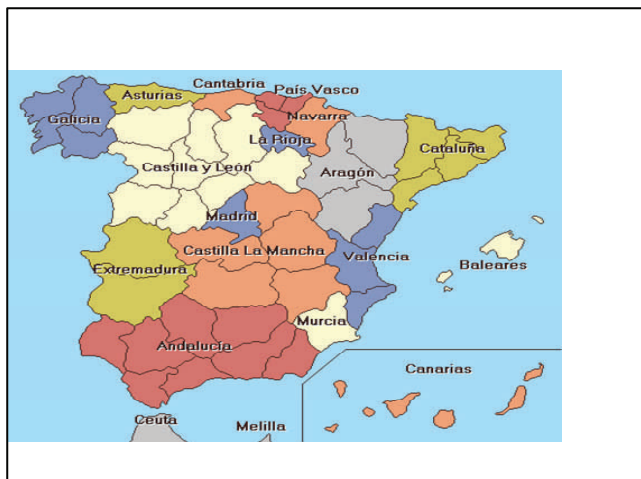 Cantabria
País Vasco
Asturias
Galicia
Navarra
La Rioja
Cataluña
Castilla y León
Aragón
Madrid
Castilla La Mancha
Valencia
Extremadura
Baleares
Murcia
Andalucía
Canarias
Ceuta
Melilla